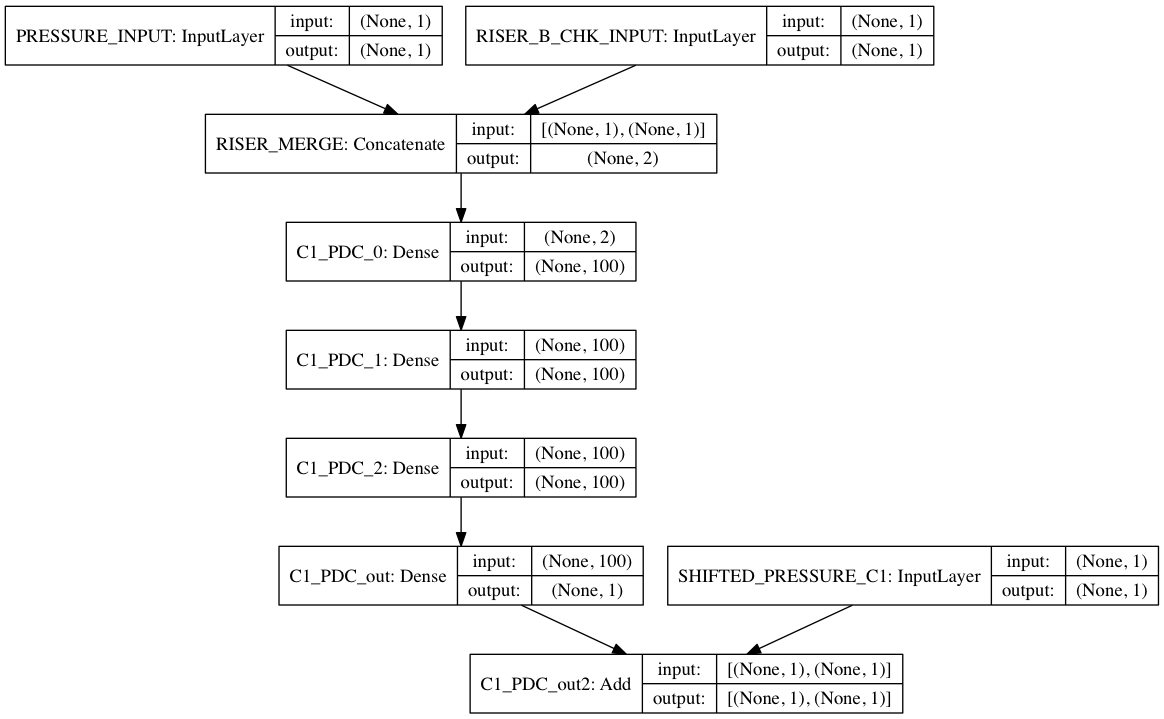 PRESSURE_INPUT: InputLayer
input: (None, 1)
output: (None, 1)
RISER_B_CHK_INPUT: InputLayer
input: (None, 1)
output: (None, 1)
RISER_MERGE: Concatenate
input: [(None, 1), (None, 1)]
output: (None, 2)
C1_PDC_0: Dense
input: (None, 2)
output: (None, 100)
C1_PDC_1: Dense
input: (None, 100)
output: (None, 100)
C1_PDC_2: Dense
input: (None, 100)
output: (None, 100)
C1_PDC_out: Dense
input: (None, 100)
output: (None, 1)
SHIFTED_PRESSURE_C1: InputLayer
input: (None, 1)
output: (None, 1)
C1_PDC_out2: Add
input: [(None, 1), (None, 1)]
output: [(None, 1), (None, 1)]